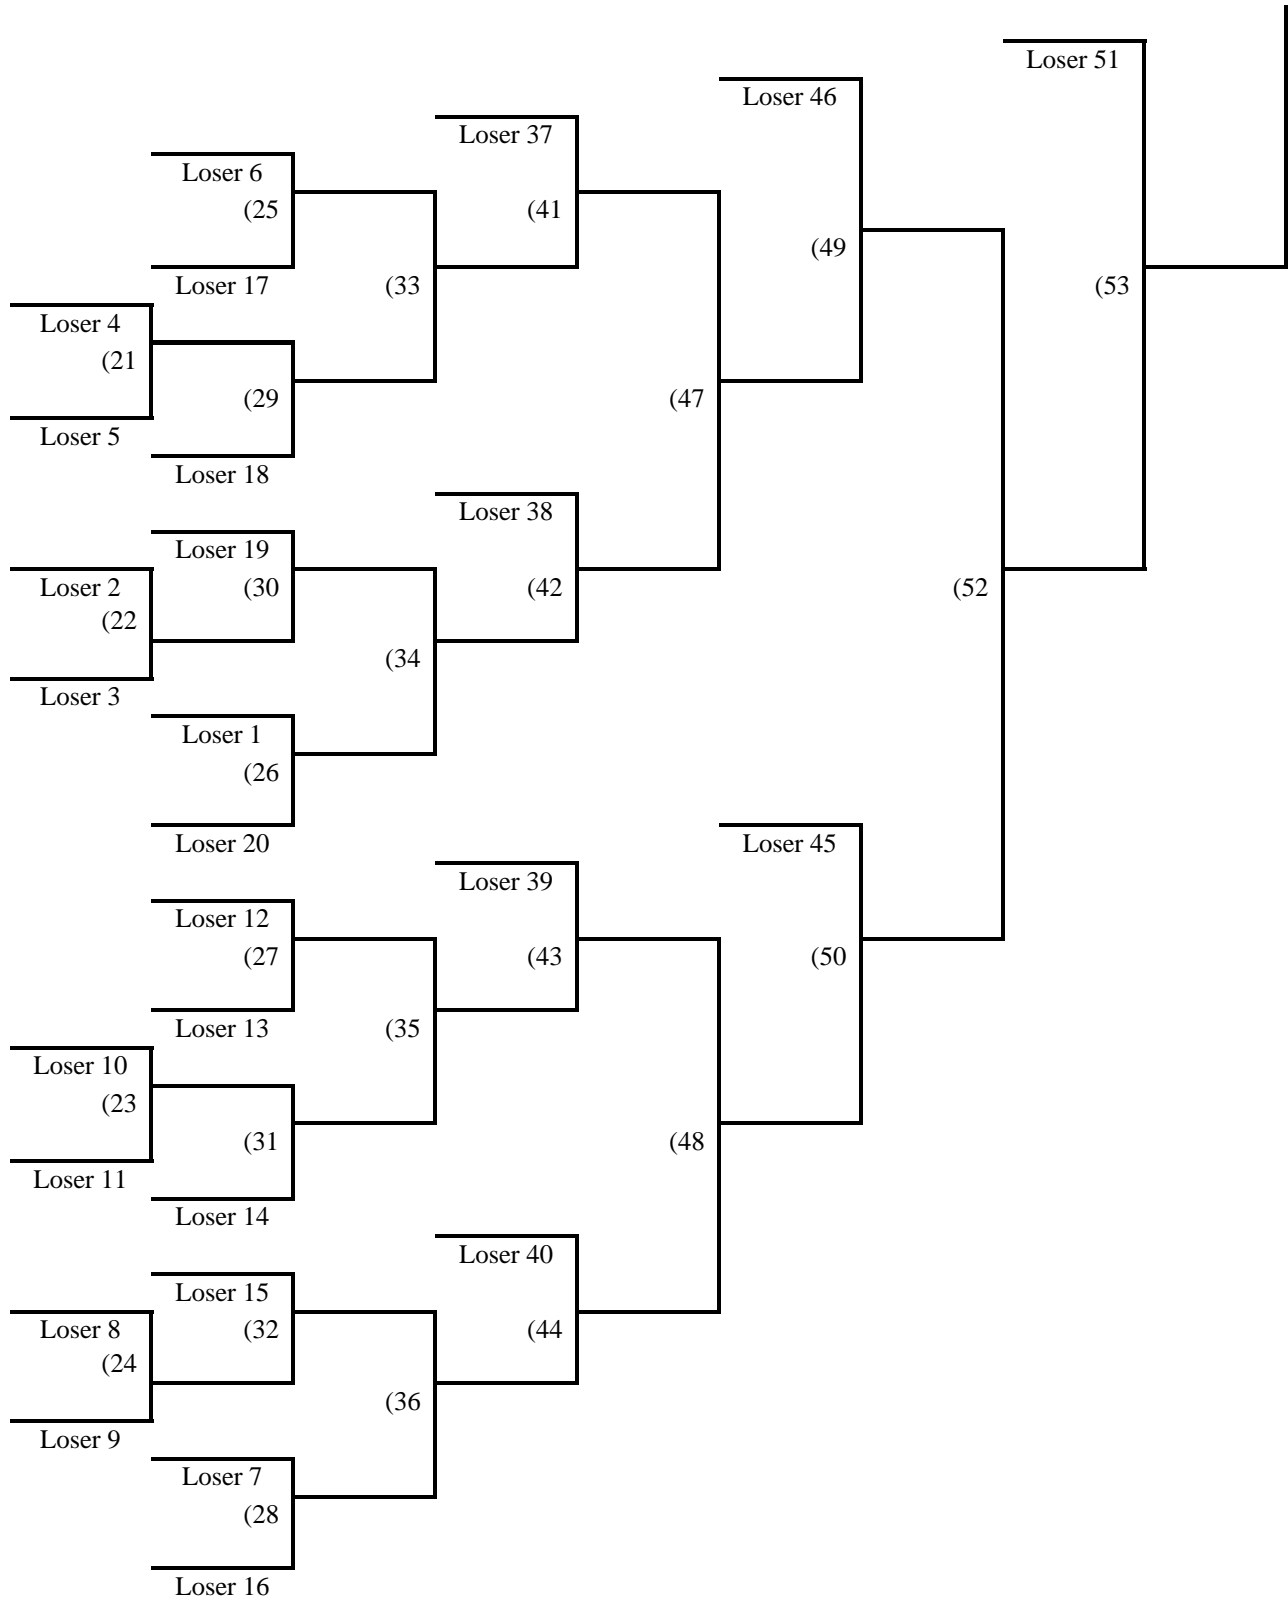 Loser 51
Loser 46
Loser 37
Loser 6
(25
(41
(49
Loser 17
(33
(53
Loser 4
(21
(29
(47
Loser 5
Loser 18
Loser 38
Loser 19
Loser 2
(30
(42
(52
(22
(34
Loser 3
Loser 1
(26
Loser 20
Loser 45
Loser 39
Loser 12
(27
(43
(50
Loser 13
(35
Loser 10
(23
(31
(48
Loser 11
Loser 14
Loser 40
Loser 15
Loser 8
(32
(44
(24
(36
Loser 9
Loser 7
(28
Loser 16